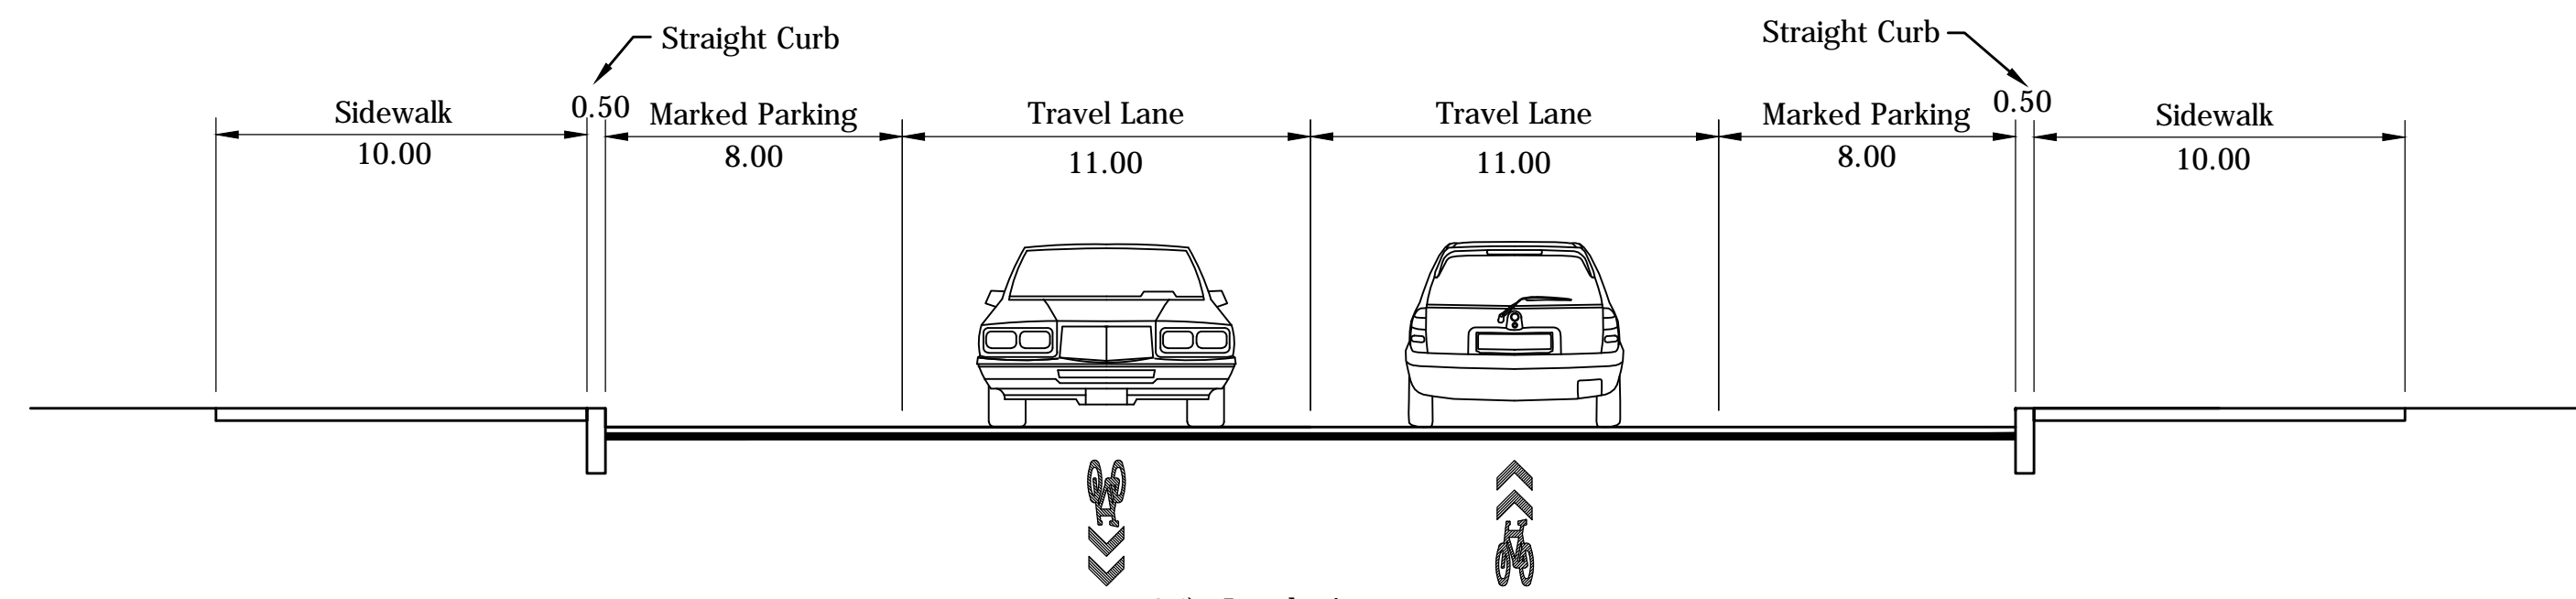 Straight Curb
Straight Curb
Sidewalk
0.50
Marked Parking
Travel Lane
Travel Lane
Marked Parking
0.50
Sidewalk
10.00
8.00
11.00
11.00
8.00
10.00